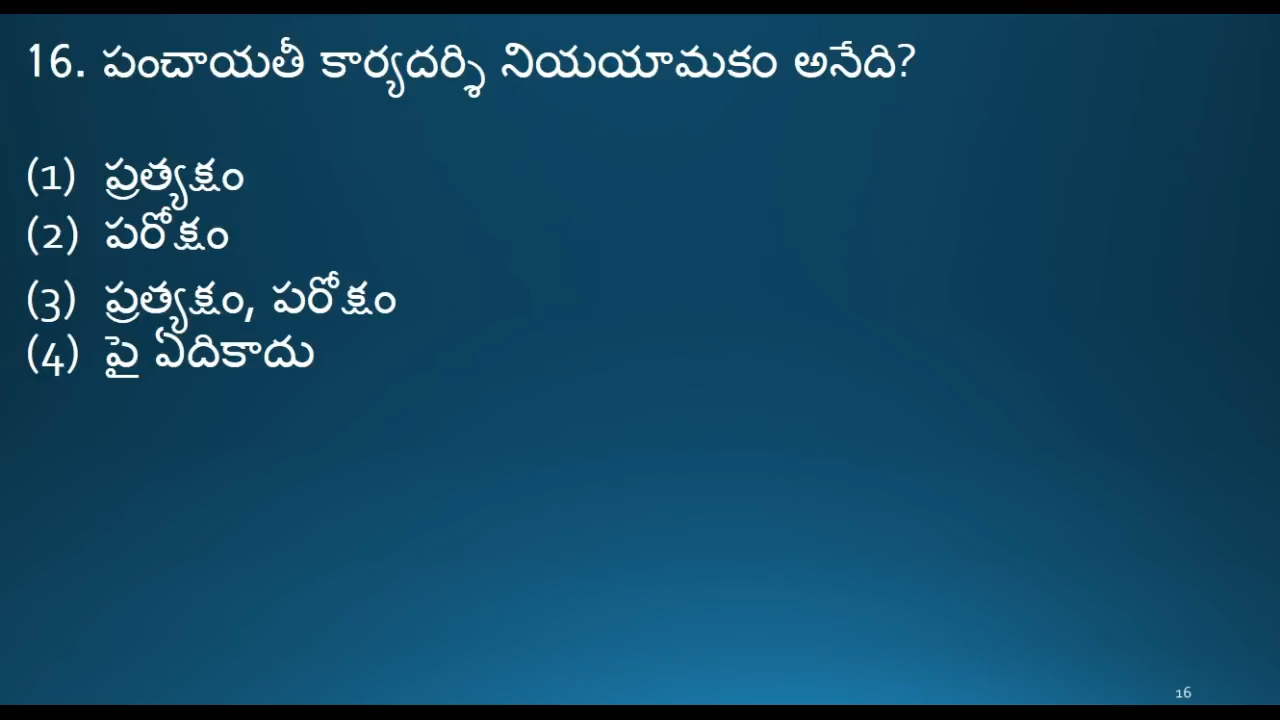 16. పంచాయతీ కార్యదర్శి నియయామకం అనేది?
(1) ప్రత్యక్షం
(2) పరోక్షం
(3) ప్రత్యక్షం, పరోక్షం
(4) పై ఏదికాదు
16